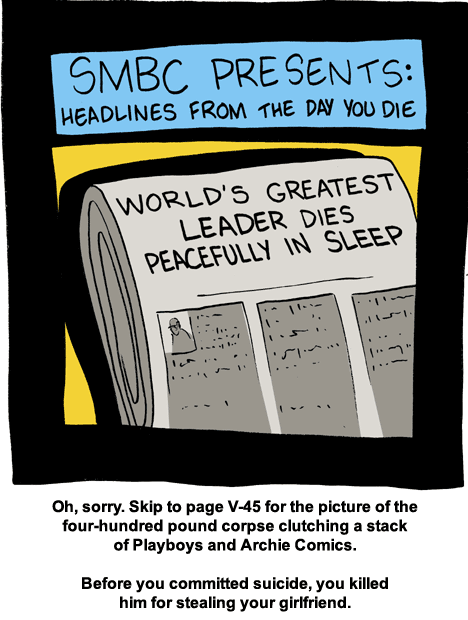 SMBC PRESENTS:
HEADLINES FROM THE DAY YOU DIE
WORLD'S GREATEST
LEADER DIES
PEACEFULLY IN SLEEP
Oh, sorry. Skip to page V-45 for the picture of the
four-hundred pound corpse clutching a stack
of Playboys and Archie Comics.
Before you committed suicide, you killed
him for stealing your girlfriend.